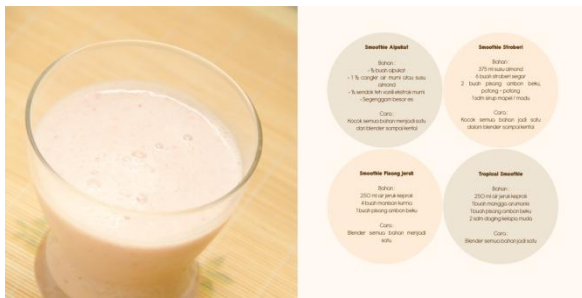 Smoothie Alpukat
Bahan :
- ½ buah alpukat
- 1 ½ cangkir air murni atau susu
almond
- ½ sendok teh vanili ekstrak murni
- Segenggam besar es
Cara :
Kocok semua bahan menjadi satu
dan blender sampai kental
Smoothie Stroberi
Bahan :
375 ml susu almond
6 buah stroberi segar
2 buah pisang ambon beku,
potong - potong
1 sdm sirup mapel / madu
Cara :
Kocok semua bahan jadi satu
dalam blender sampai kental
Smoothie Pisang Jeruk
Bahan :
250 ml air jeruk keprok
4 buah manisan kurma
1 buah pisang ambon beku
Cara :
Blender semua bahan menjadi
satu
Tropical Smoothie
Bahan :
250 ml air jeruk keprok
1 buah mangga arumanis
1 buah pisang ambon beku
2 sdm daging kelapa muda
Cara :
Blender semua bahan jadi satu